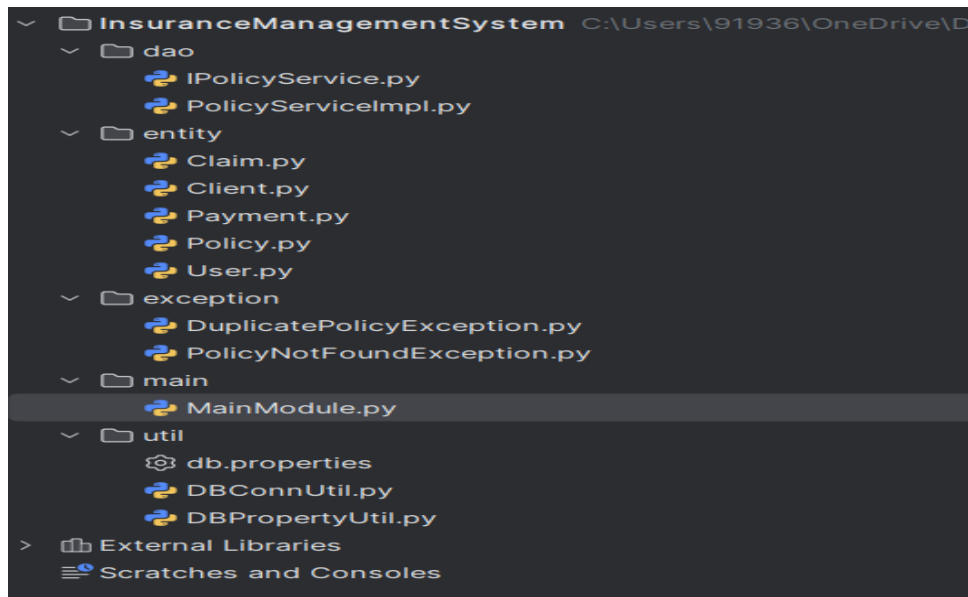 InsuranceManagementSystem C:\Users\91936\OneDrive\D
dao
IPolicyService.py
PolicyServiceImpl.py
entity
Claim.py
Client.py
Payment.py
Policy.py
User.py
exception
DuplicatePolicyException.py
PolicyNotFoundException.py
main
MainModule.py
util
db.properties
DBConnUtil.py
DBPropertyUtil.py
External Libraries
Scratches and Consoles